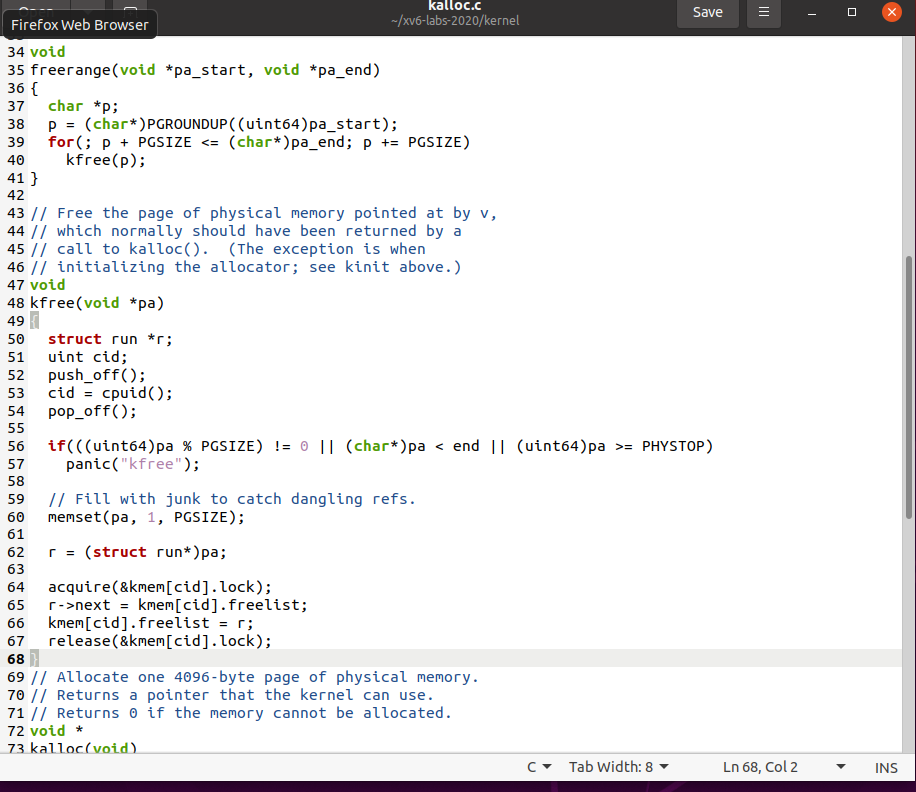 Open
kalloc.c
~/xv6-labs-2020/kernel
Save
Firefox Web Browser
34 void
35 freerange(void *pa_start, void *pa_end)
36 {
37   char *p;
38   p = (char*)PGROUNDUP((uint64)pa_start);
39   for(; p + PGSIZE <= (char*)pa_end; p += PGSIZE)
40     kfree(p);
41 }
42
43 // Free the page of physical memory pointed at by v,
44 // which normally should have been returned by a
45 // call to kalloc().  (The exception is when
46 // initializing the allocator; see kinit above.)
47 void
48 kfree(void *pa)
49 {
50   struct run *r;
51   uint cid;
52   push_off();
53   cid = cpuid();
54   pop_off();
55
56   if(((uint64)pa % PGSIZE) != 0 || (char*)pa < end || (uint64)pa >= PHYSTOP)
57     panic("kfree");
58
59   // Fill with junk to catch dangling refs.
60   memset(pa, 1, PGSIZE);
61
62   r = (struct run*)pa;
63
64   acquire(&kmem[cid].lock);
65   r->next = kmem[cid].freelist;
66   kmem[cid].freelist = r;
67   release(&kmem[cid].lock);
68 }
69 // Allocate one 4096-byte page of physical memory.
70 // Returns a pointer that the kernel can use.
71 // Returns 0 if the memory cannot be allocated.
72 void *
73 kalloc(void)
C Tab Width: 8 Ln 68, Col 2 INS